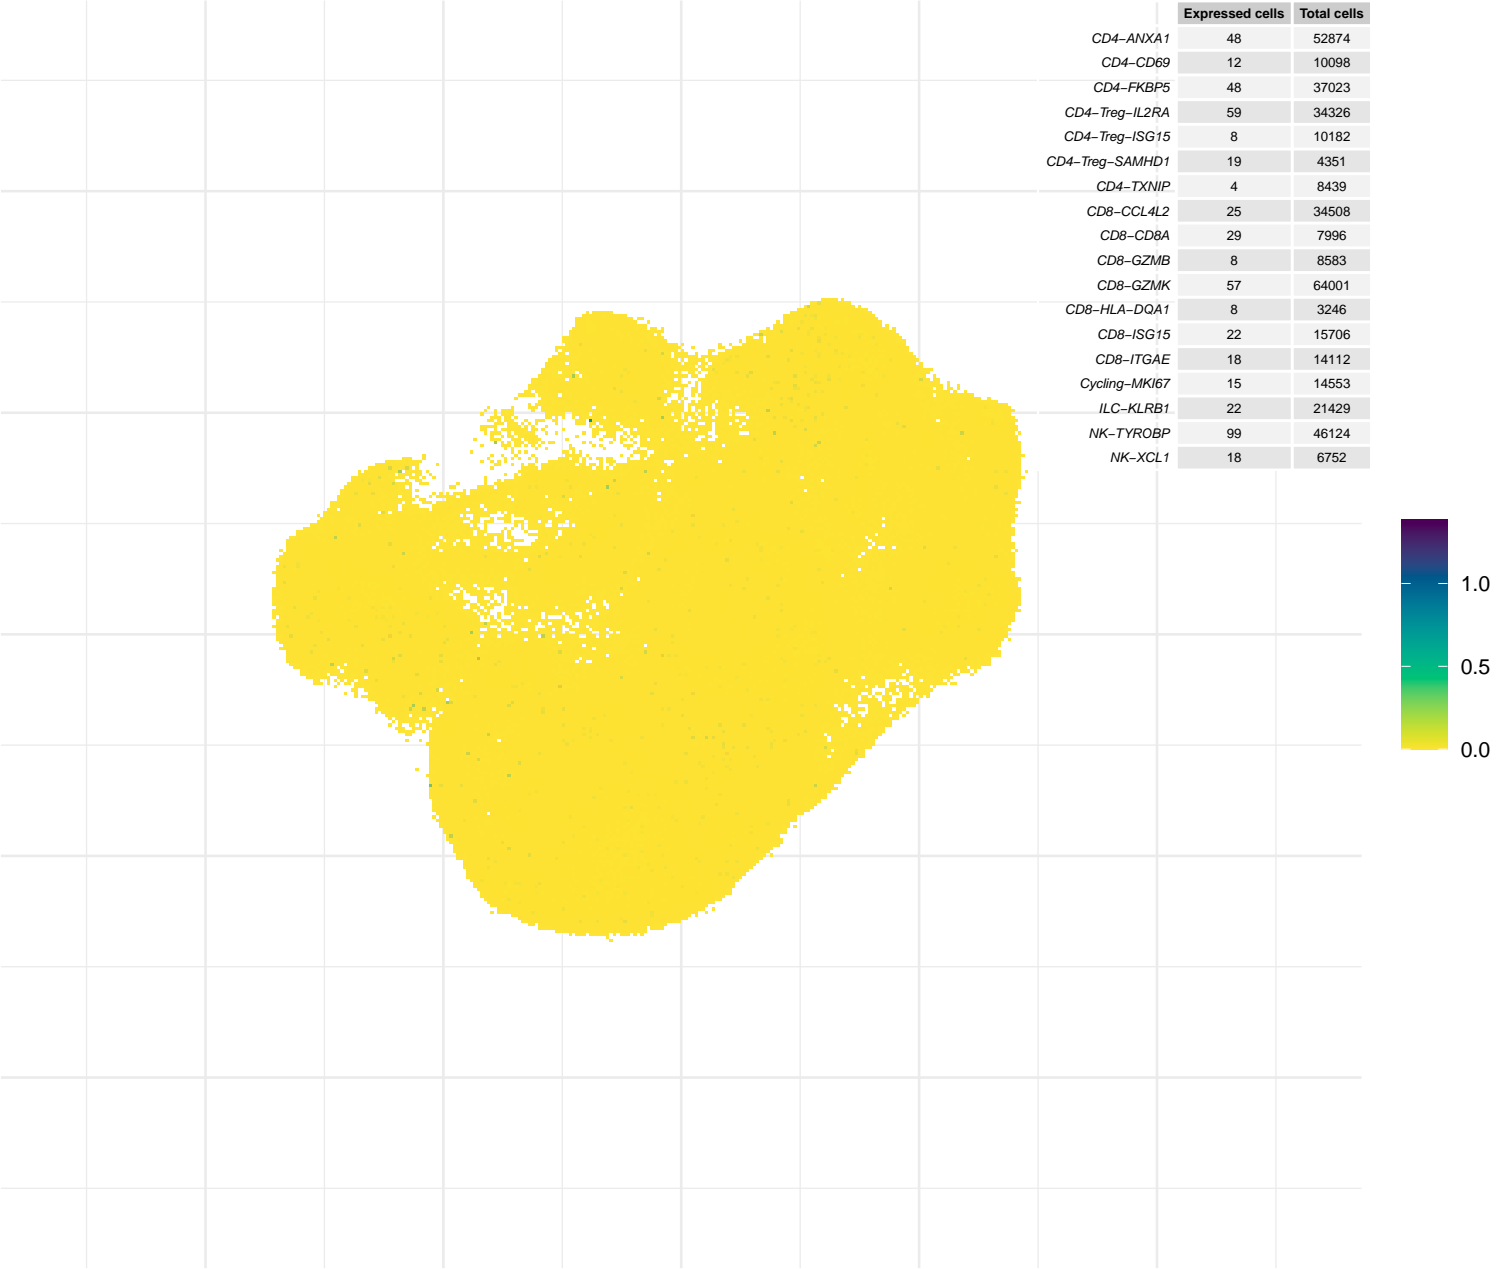 Expressed cells Total cells
CD4−ANXA1 48 52874
CD4−CD69 12 10098
CD4−FKBP5 48 37023
CD4−Treg−IL2RA 59 34326
CD4−Treg−ISG15 8 10182
CD4−Treg−SAMHD1 19 4351
CD4−TXNIP 4 8439
CD8−CCL4L2 25 34508
CD8−CD8A 29 7996
CD8−GZMB 8 8583
CD8−GZMK 57 64001
CD8−HLA−DQA1 8 3246
CD8−ISG15 22 15706
CD8−ITGAE 18 14112
Cycling−MKI67 15 14553
ILC−KLRB1 22 21429
NK−TYROBP 99 46124
NK−XCL1 18 6752
1.0
0.5
0.0